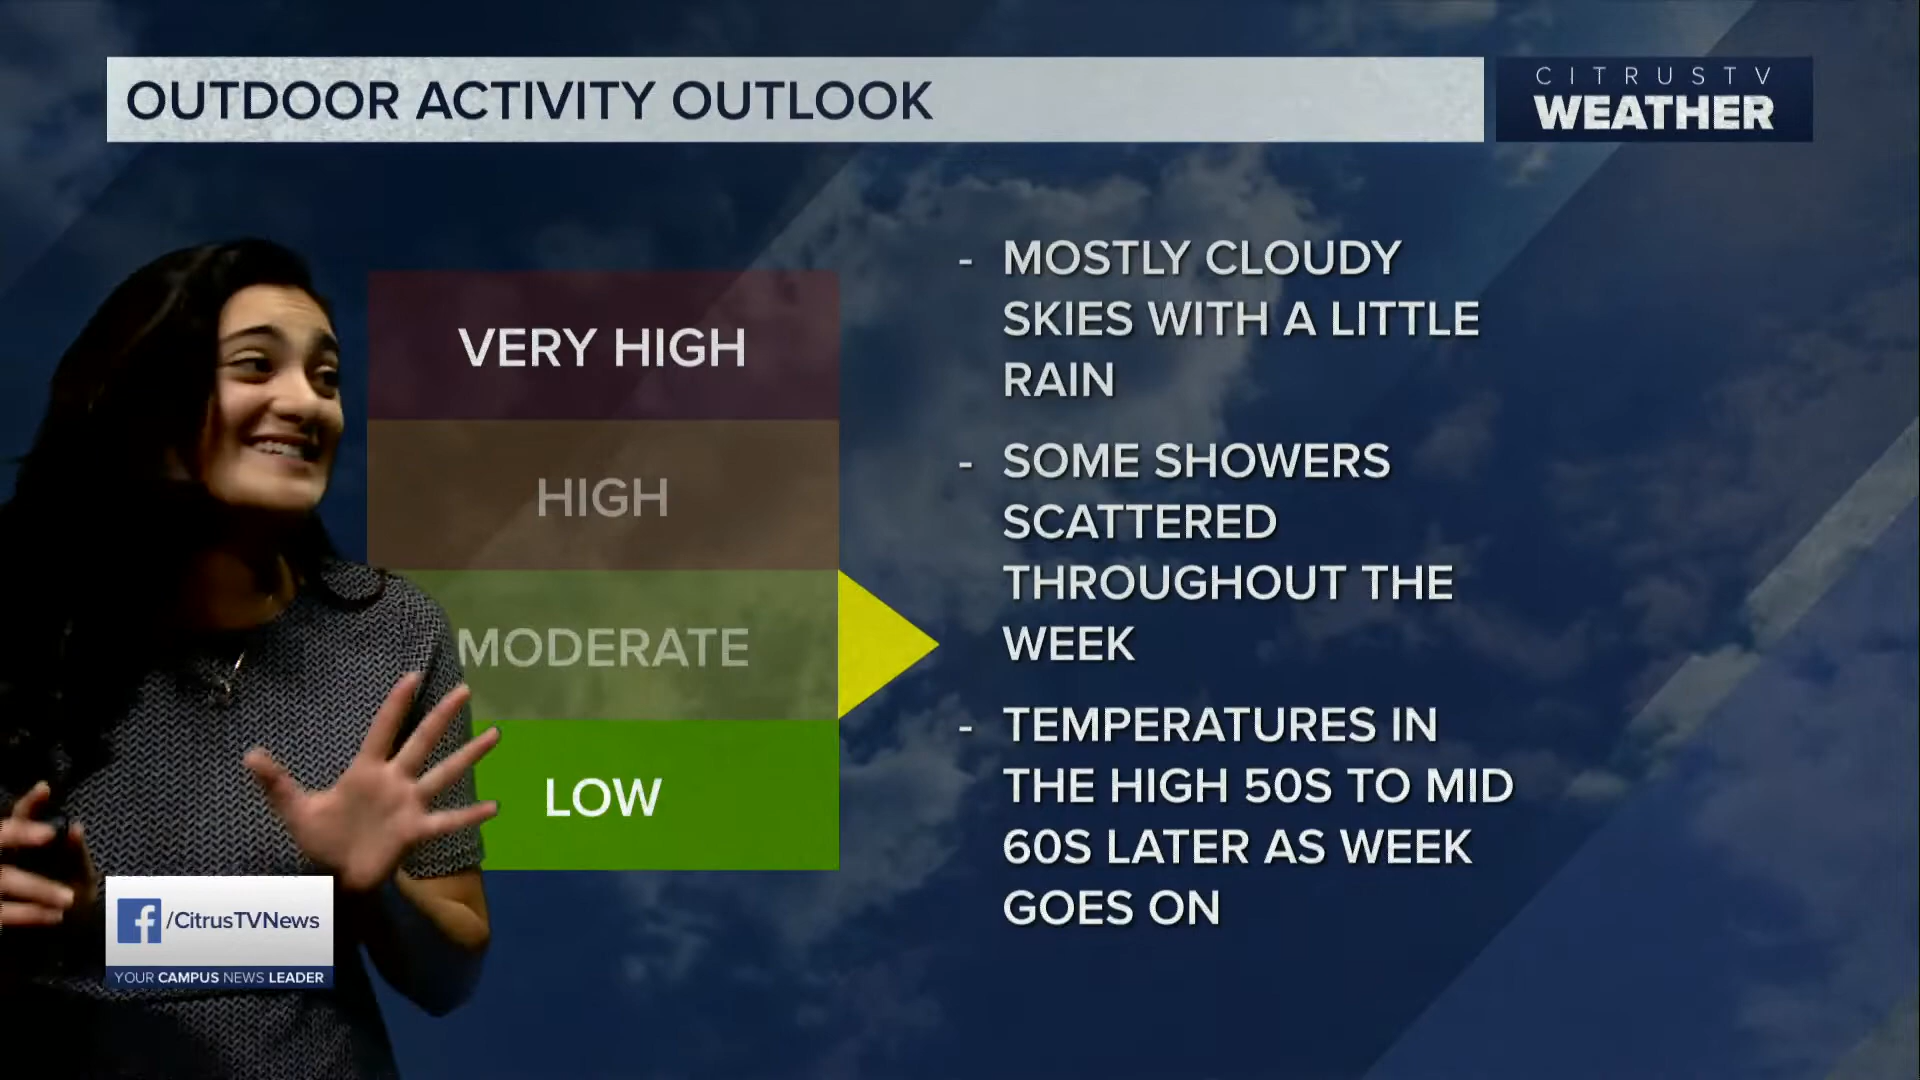 OUTDOOR ACTIVITY OUTLOOK
CITRUSTV
WEATHER
VERY HIGH
HIGH
MODERATE
LOW
- MOSTLY CLOUDY
SKIES WITH A LITTLE
RAIN
- SOME SHOWERS
SCATTERED
THROUGHOUT THE
WEEK
- TEMPERATURES IN
THE HIGH 50S TO MID
60S LATER AS WEEK
GOES ON
f /CitrusTVNews
YOUR CAMPUS NEWS LEADER